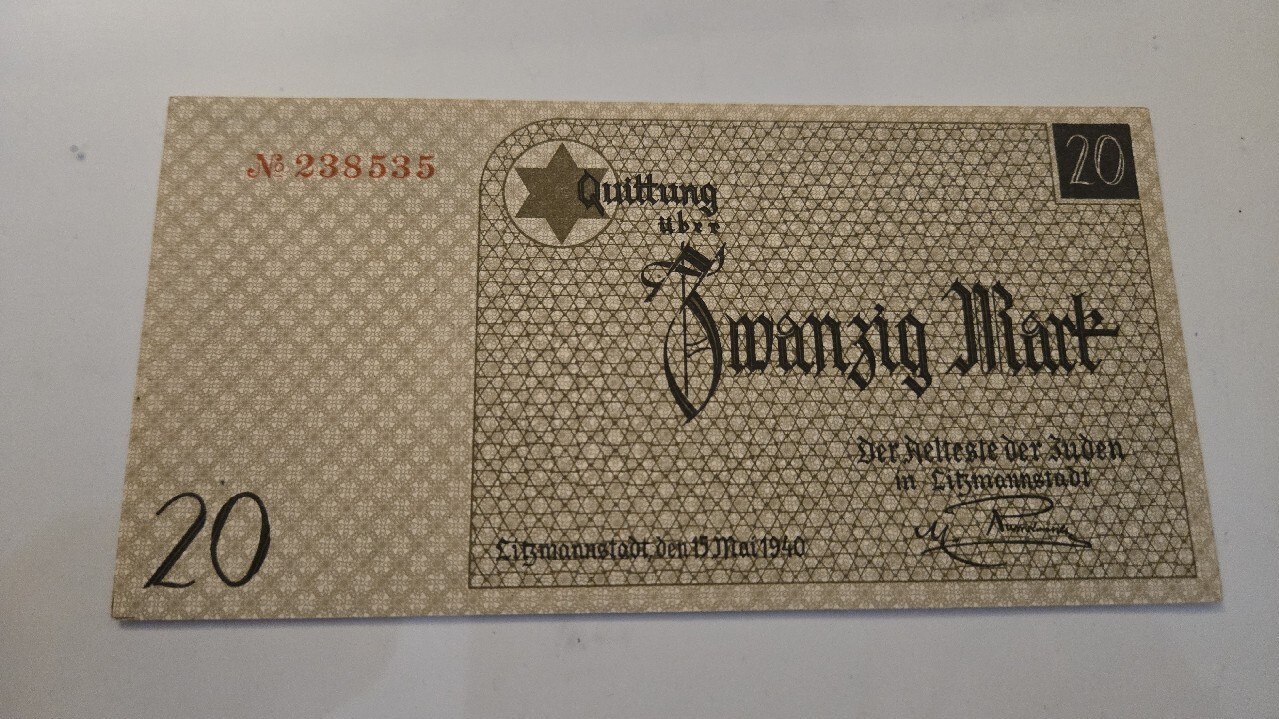 № 238535
20
Quittung
über
Zwanzig Mark
Der Aelteste der Juden
in Litzmannstadt
Litzmannstadt den 15 Mai 1940
20